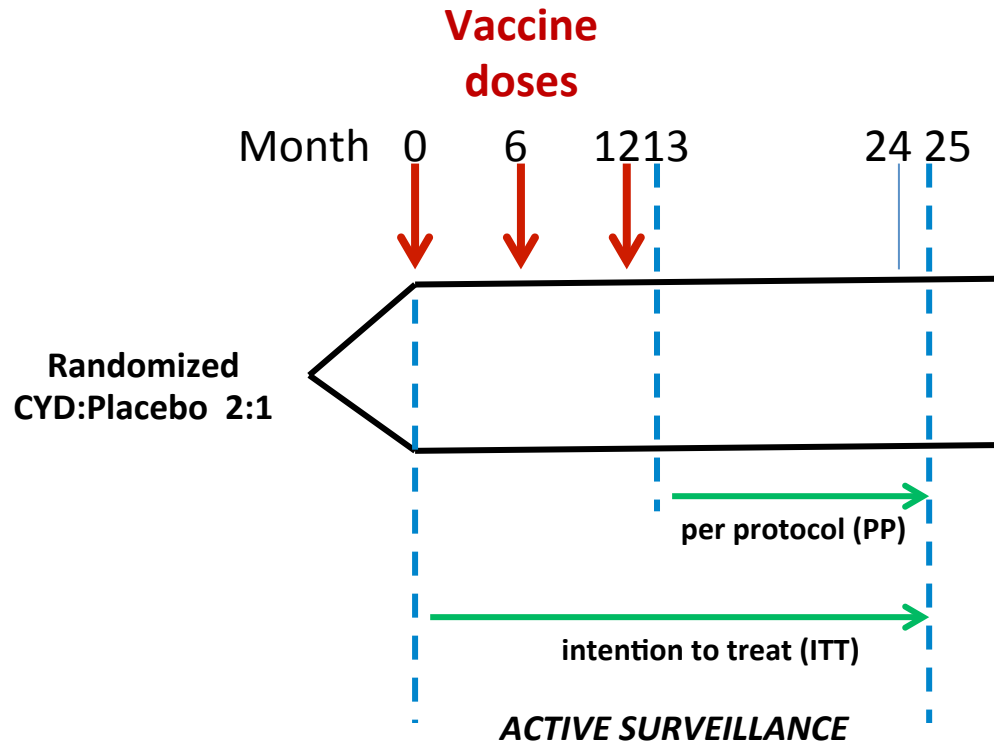 Vaccine
doses
Month 0 6 1213 24 25
Randomized
CYD:Placebo 2:1
per protocol (PP)
intention to treat (ITT)
ACTIVE SURVEILLANCE